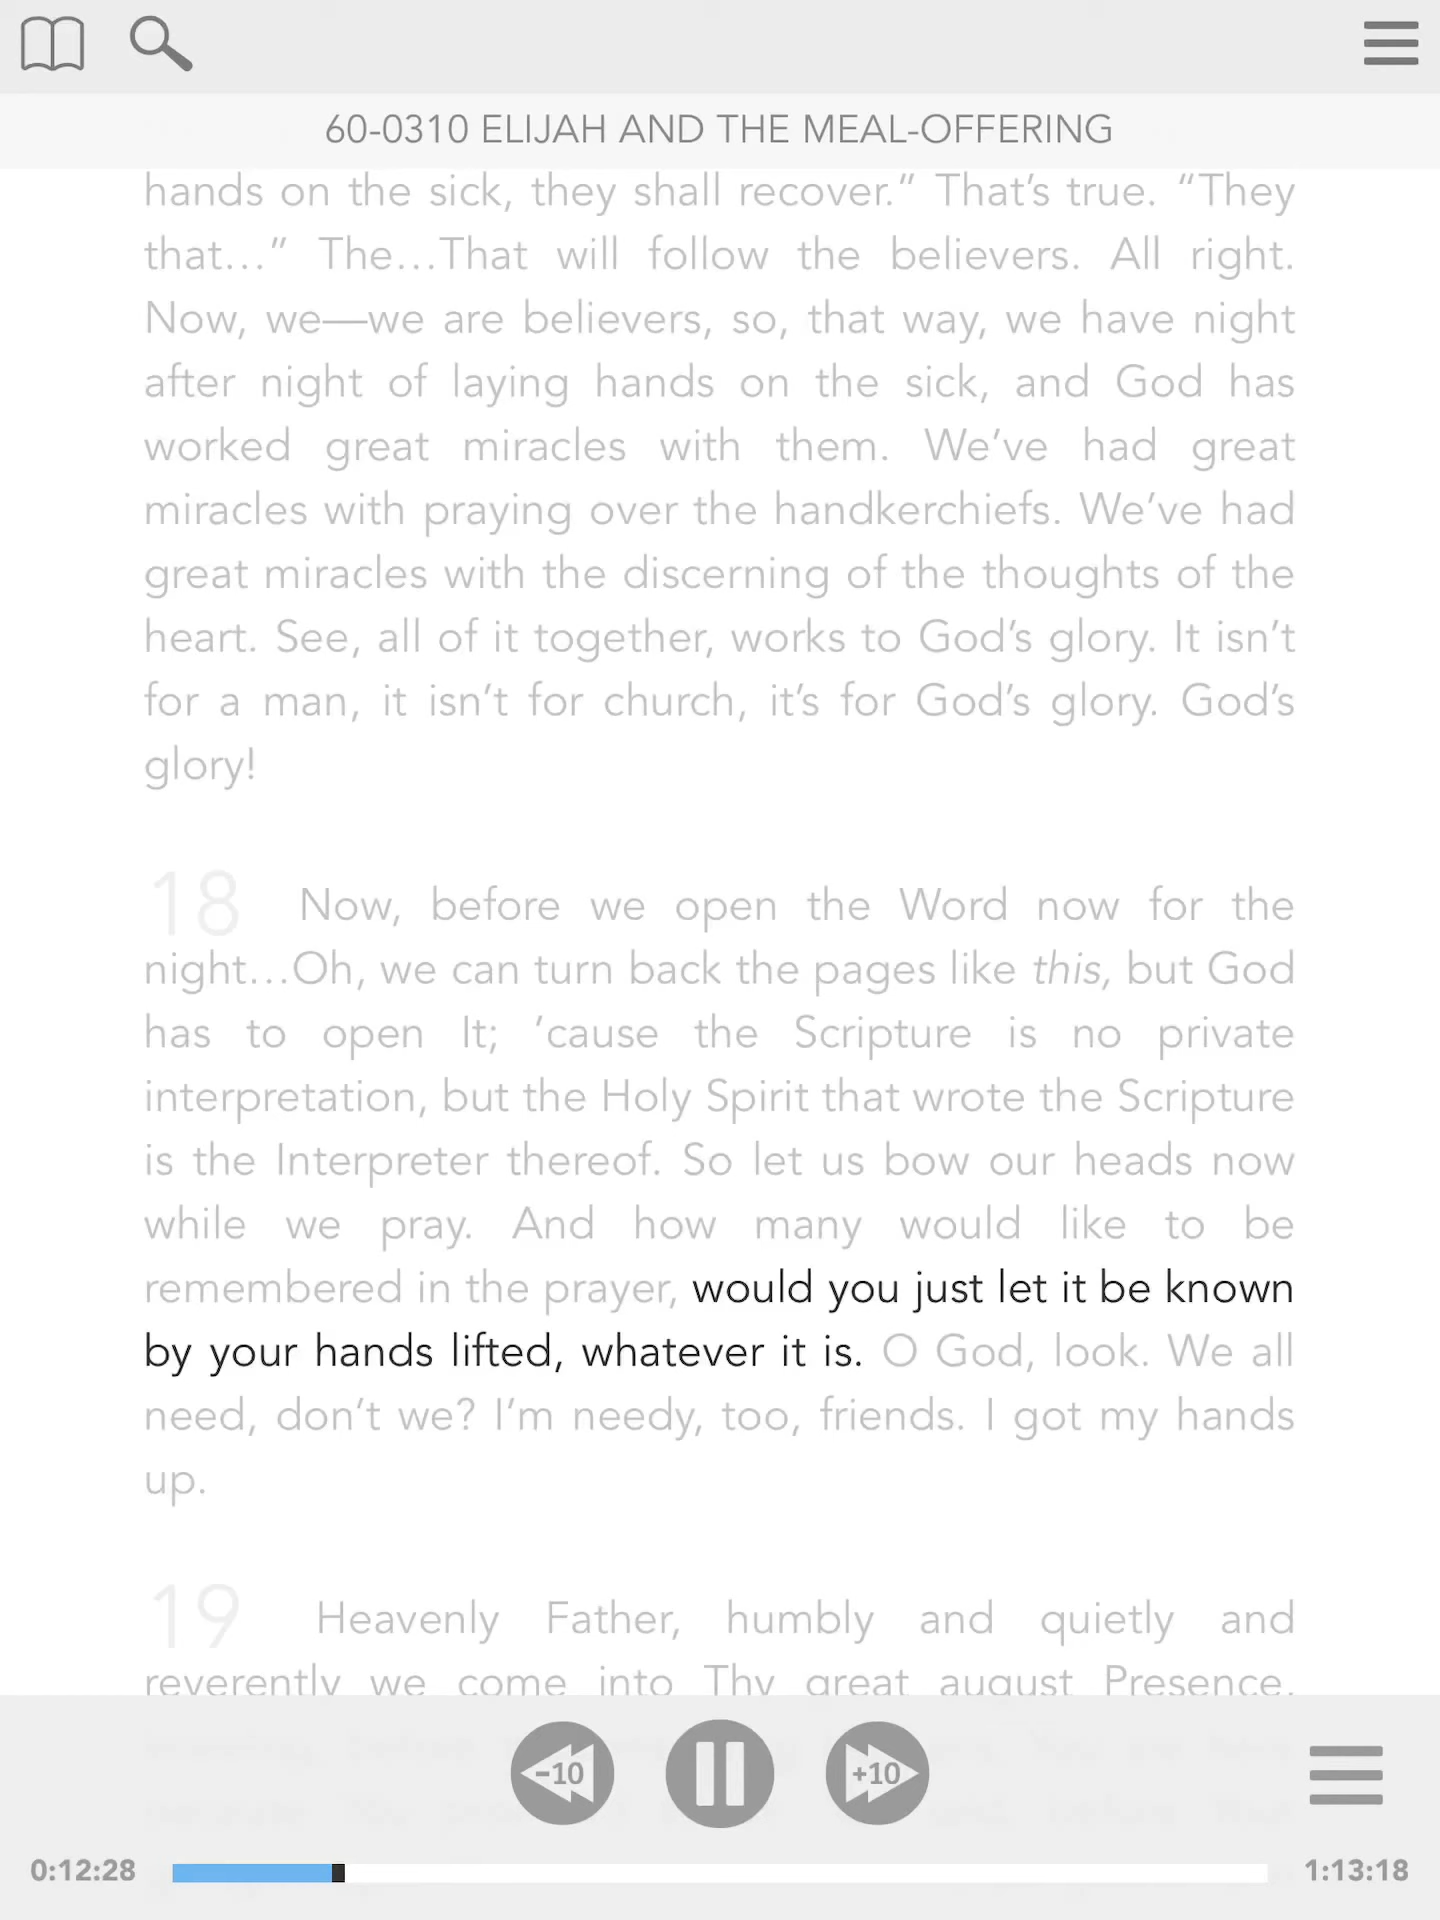 60-0310 ELIJAH AND THE MEAL-OFFERING
hands on the sick, they shall recover.” That’s true. “They
that…” The…That will follow the believers. All right.
Now, we—we are believers, so, that way, we have night
after night of laying hands on the sick, and God has
worked great miracles with them. We’ve had great
miracles with praying over the handkerchiefs. We’ve had
great miracles with the discerning of the thoughts of the
heart. See, all of it together, works to God’s glory. It isn’t
for a man, it isn’t for church, it’s for God’s glory. God’s
glory!
18 Now, before we open the Word now for the
night…Oh, we can turn back the pages like this, but God
has to open It; ’cause the Scripture is no private
interpretation, but the Holy Spirit that wrote the Scripture
is the Interpreter thereof. So let us bow our heads now
while we pray. And how many would like to be
remembered in the prayer, would you just let it be known
by your hands lifted, whatever it is. O God, look. We all
need, don’t we? I’m needy, too, friends. I got my hands
up.
19 Heavenly Father, humbly and quietly and
reverently we come into Thy great august Presence,
-10 +10
0:12:28 1:13:18